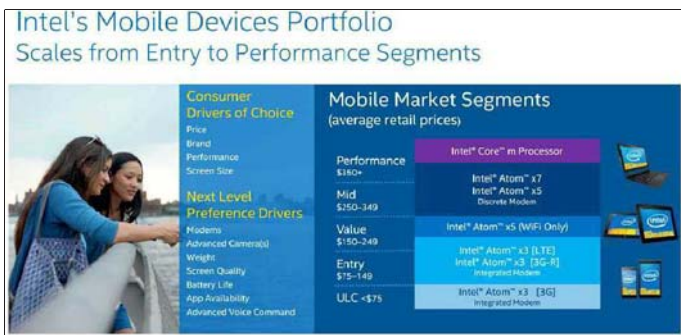 Intel's Mobile Devices Portfolio
Scales from Entry to Performance Segments
Consumer
Drivers of Choice
Price
Brand
Performance
Screen Size
Next Level
Preference Drivers
Modems
Advanced Camera(s)
Weight
Screen Quality
Battery Life
App Availability
Advanced Voice Command
Mobile Market Segments
(average retail prices)
Performance
$350+
Mid
$250-349
Value
$150-249
Entry
$75-149
ULC <$75
Intel® Core™ m Processor
Intel® Atom™ x7
Intel® Atom™ x5
Discrete Modem
Intel® Atom™ x5 (WiFi Only)
Intel® Atom™ x3 [LTE]
Intel® Atom™ x3 [3G-R]
Integrated Modem
Intel® Atom™ x3 [3G]
Integrated Modem